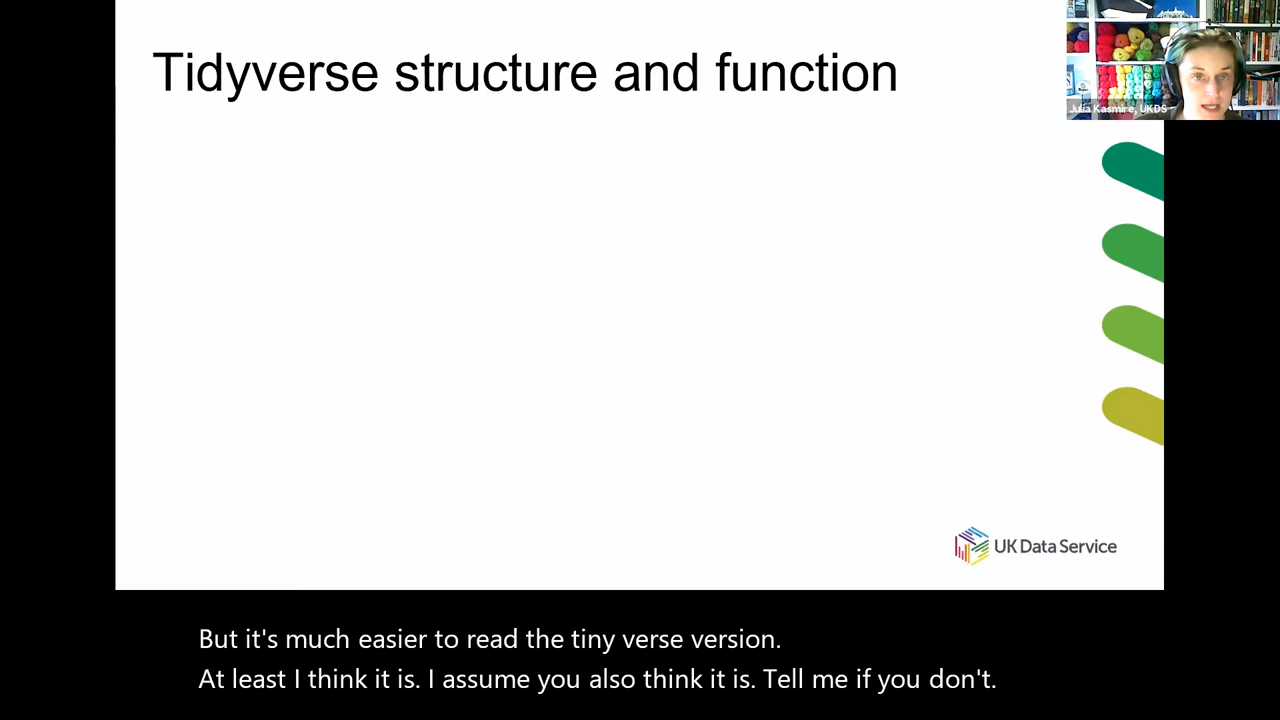 Tidyverse structure and function
Julia Kasmire, UKDS
UK Data Service
But it's much easier to read the tiny verse version.
At least I think it is. I assume you also think it is. Tell me if you don't.